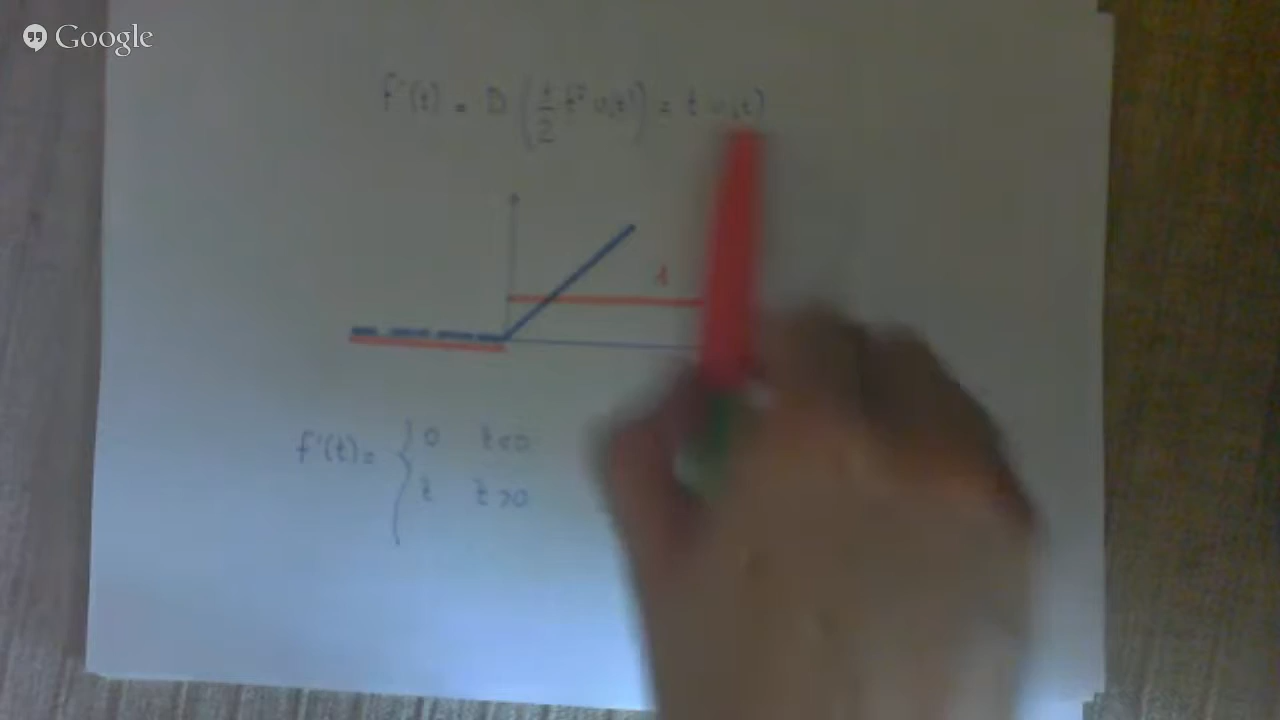 Google
f'(t) = D (1/2 t² u(t)) = t u(t)
1
f'(t) = { 0 t<0
t t>0